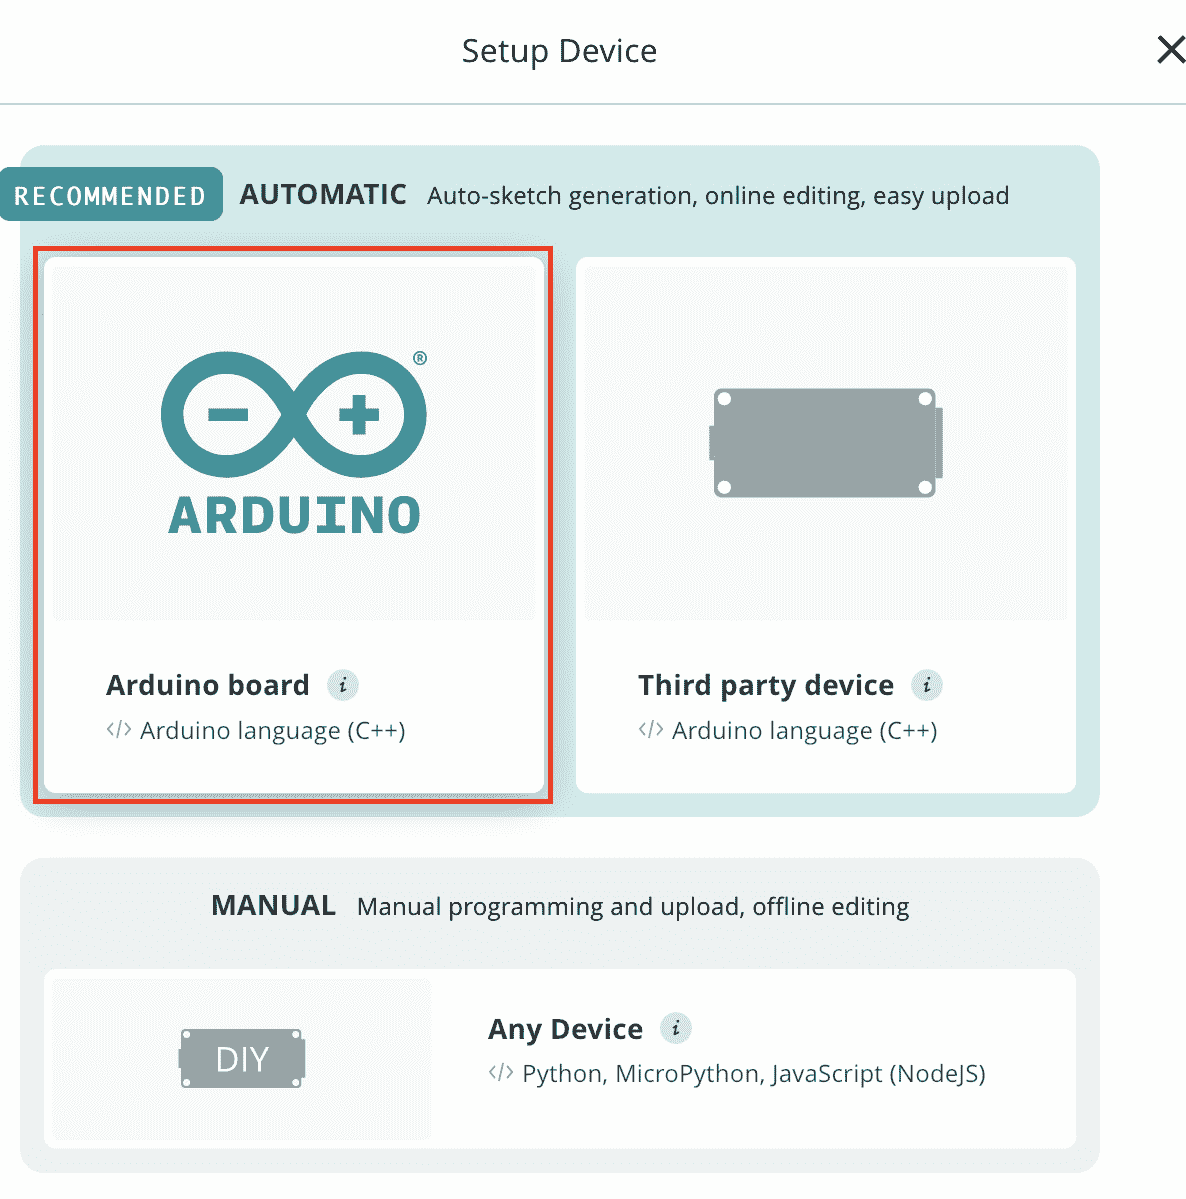 Setup Device
RECOMMENDED AUTOMATIC Auto-sketch generation, online editing, easy upload
®
ARDUINO
Arduino board i
</> Arduino language (C++)
Third party device i
</> Arduino language (C++)
MANUAL Manual programming and upload, offline editing
DIY
Any Device i
</> Python, MicroPython, JavaScript (NodeJS)